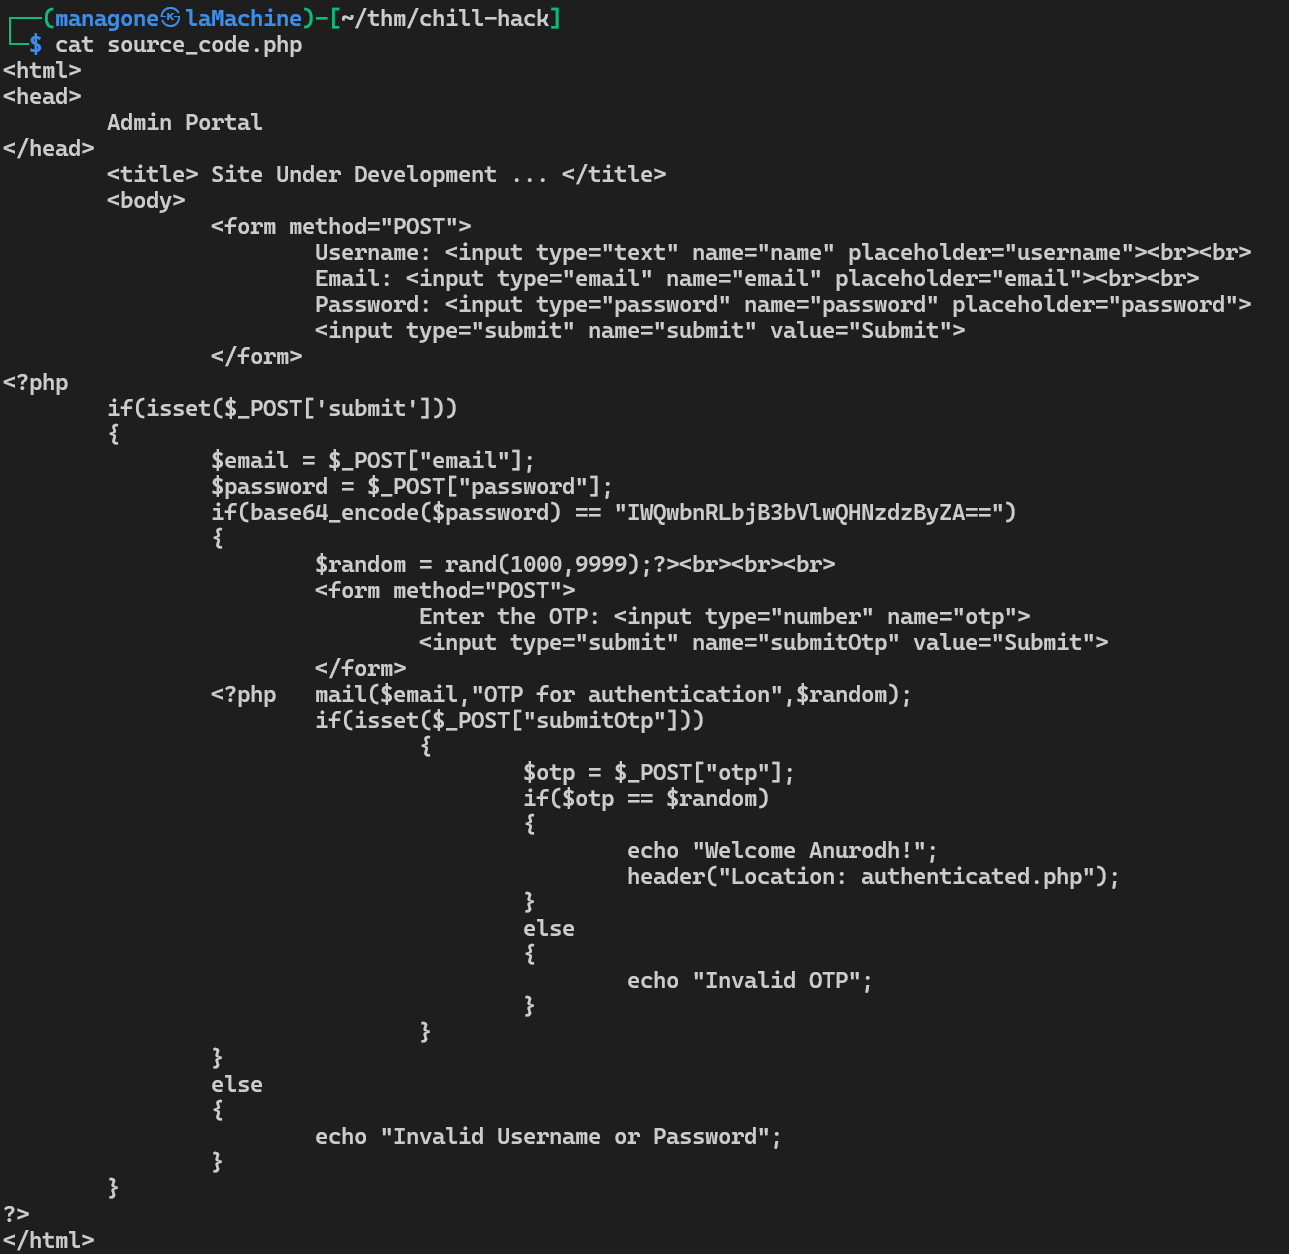 ┌──(managone㉿laMachine)-[~/thm/chill-hack]
└─$ cat source_code.php
<html>
<head>
        Admin Portal
</head>
        <title> Site Under Development ... </title>
        <body>
                <form method="POST">
                        Username: <input type="text" name="name" placeholder="username"><br><br>
                        Email: <input type="email" name="email" placeholder="email"><br><br>
                        Password: <input type="password" name="password" placeholder="password">
                        <input type="submit" name="submit" value="Submit">
                </form>
<?php
        if(isset($_POST['submit']))
        {
                $email = $_POST["email"];
                $password = $_POST["password"];
                if(base64_encode($password) == "IWQwbnRLbjB3bVlwQHNzdzByZA==")
                {
                        $random = rand(1000,9999);?><br><br><br>
                        <form method="POST">
                                Enter the OTP: <input type="number" name="otp">
                                <input type="submit" name="submitOtp" value="Submit">
                        </form>
                <?php   mail($email,"OTP for authentication",$random);
                        if(isset($_POST["submitOtp"]))
                                {
                                        $otp = $_POST["otp"];
                                        if($otp == $random)
                                        {
                                                echo "Welcome Anurodh!";
                                                header("Location: authenticated.php");
                                        }
                                        else
                                        {
                                                echo "Invalid OTP";
                                        }
                                }
                }
                else
                {
                        echo "Invalid Username or Password";
                }
        }
?>
</html>